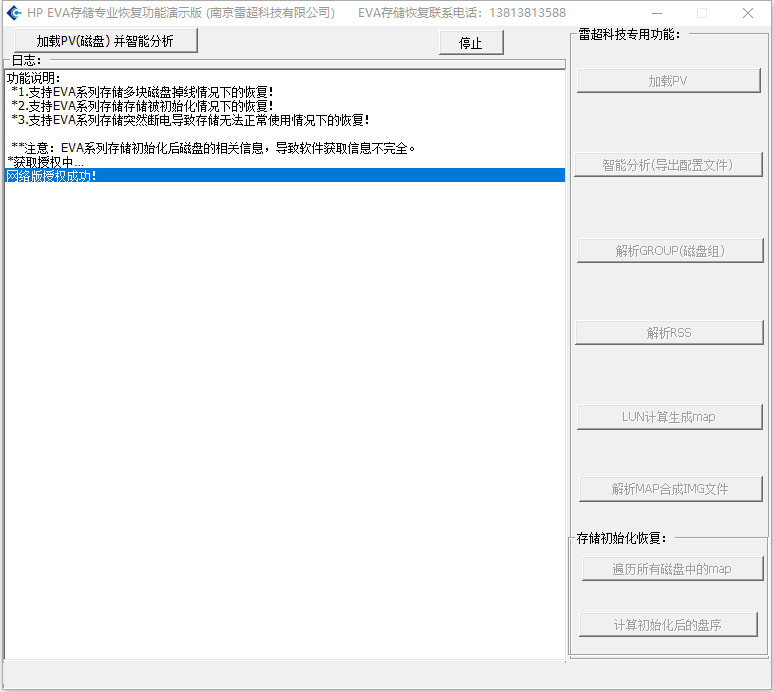 HP EVA存储专业恢复功能演示版 (南京雷超科技有限公司) EVA存储恢复联系电话：13813813588
加载PV(磁盘) 并智能分析
停止
日志：
功能说明：
*1.支持EVA系列存储多块磁盘掉线情况下的恢复！
*2.支持EVA系列存储存储被初始化情况下的恢复！
*3.支持EVA系列存储突然断电导致存储无法正常使用情况下的恢复！
**注意：EVA系列存储初始化后磁盘的相关信息，导致软件获取信息不完全。
*获取授权中...
网络版授权成功！
雷超科技专用功能：
加载PV
智能分析(导出配置文件)
解析GROUP(磁盘组)
解析RSS
LUN计算生成map
解析MAP合成IMG文件
存储初始化恢复：
遍历所有磁盘中的map
计算初始化后的盘序